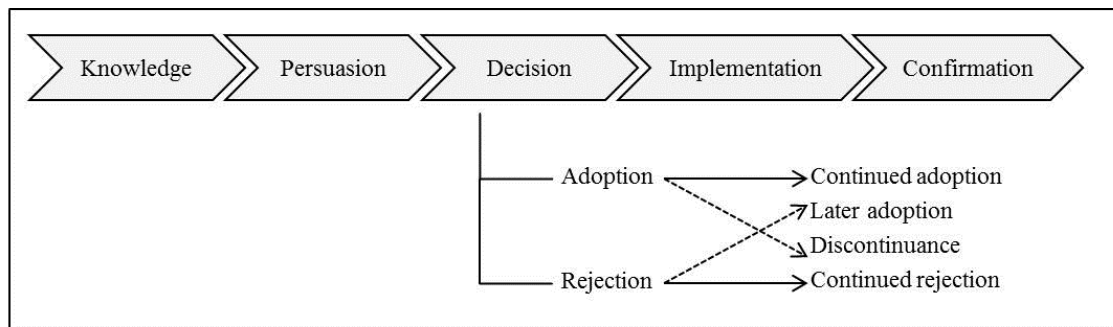 Knowledge Persuasion Decision Implementation Confirmation
Adoption Continued adoption
Later adoption
Discontinuance
Rejection Continued rejection